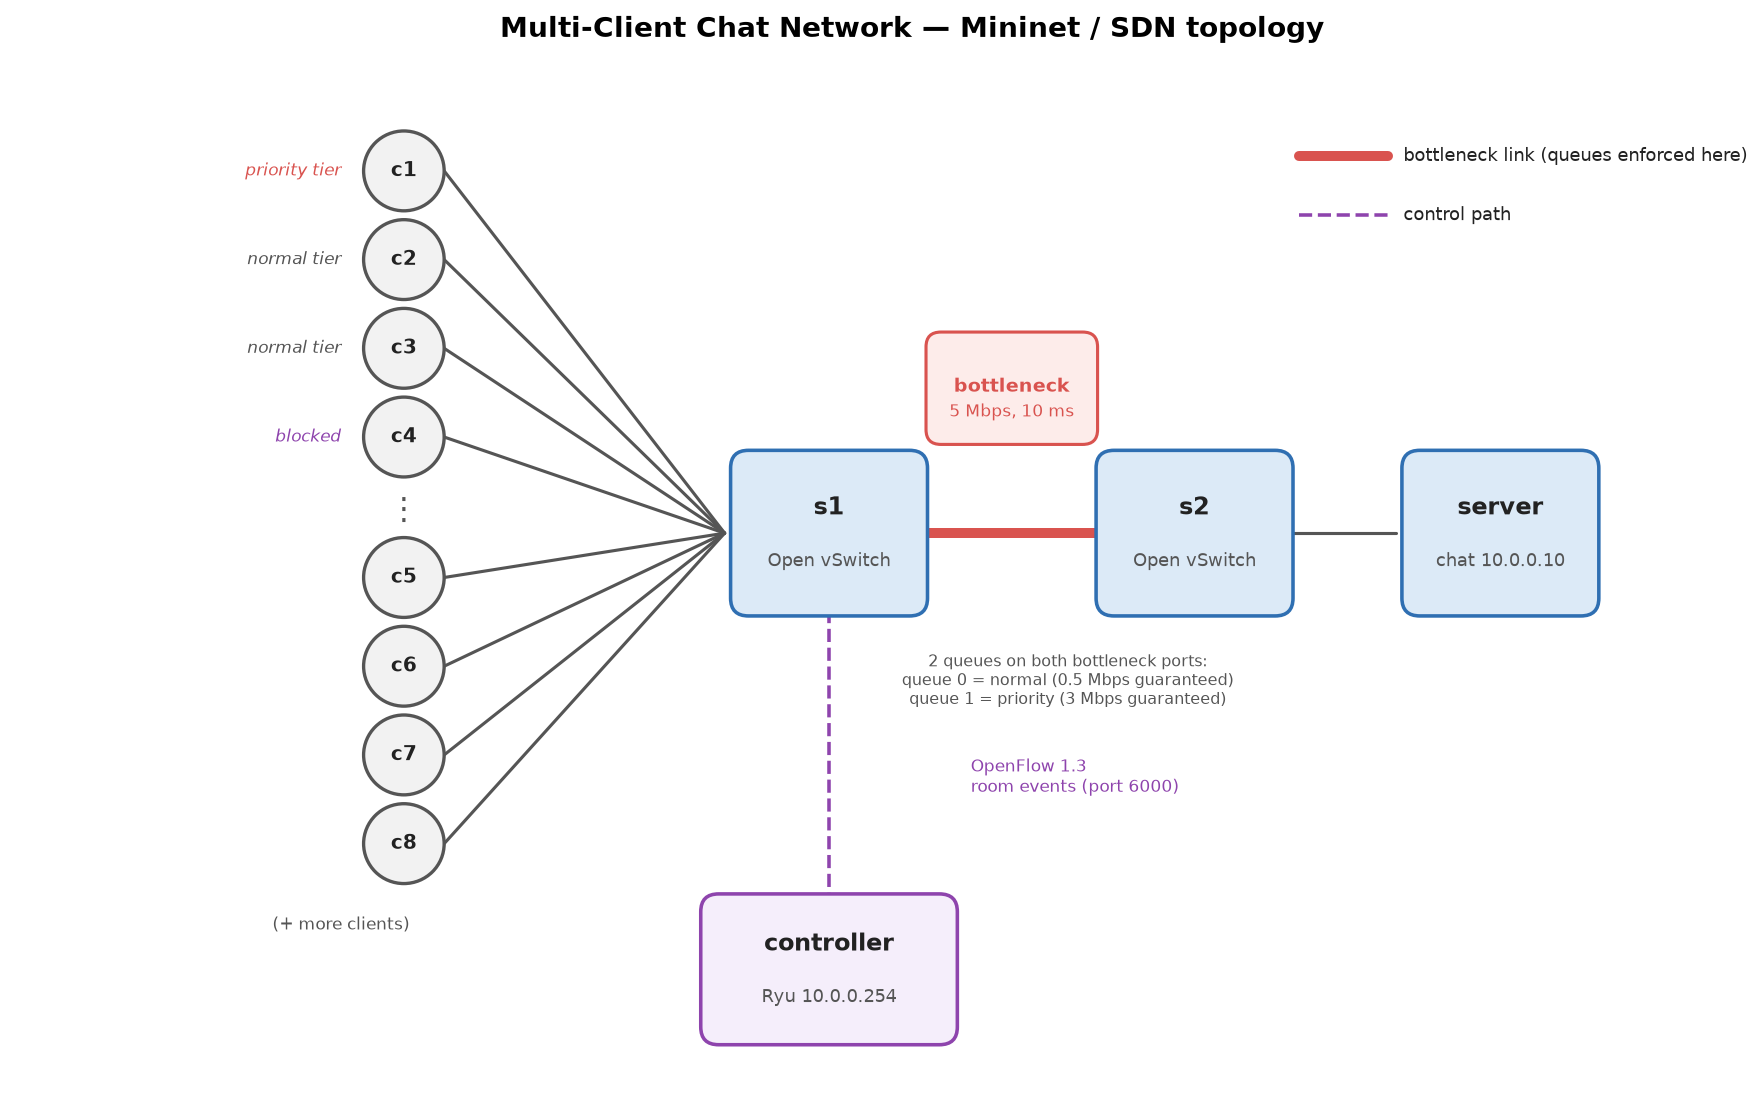 Multi-Client Chat Network — Mininet / SDN topology
bottleneck link (queues enforced here)
control path
priority tier
c1
normal tier
c2
normal tier
c3
blocked
c4
⋮
c5
c6
c7
c8
(+ more clients)
bottleneck
5 Mbps, 10 ms
s1
Open vSwitch
s2
Open vSwitch
server
chat 10.0.0.10
2 queues on both bottleneck ports:
queue 0 = normal (0.5 Mbps guaranteed)
queue 1 = priority (3 Mbps guaranteed)
OpenFlow 1.3
room events (port 6000)
controller
Ryu 10.0.0.254